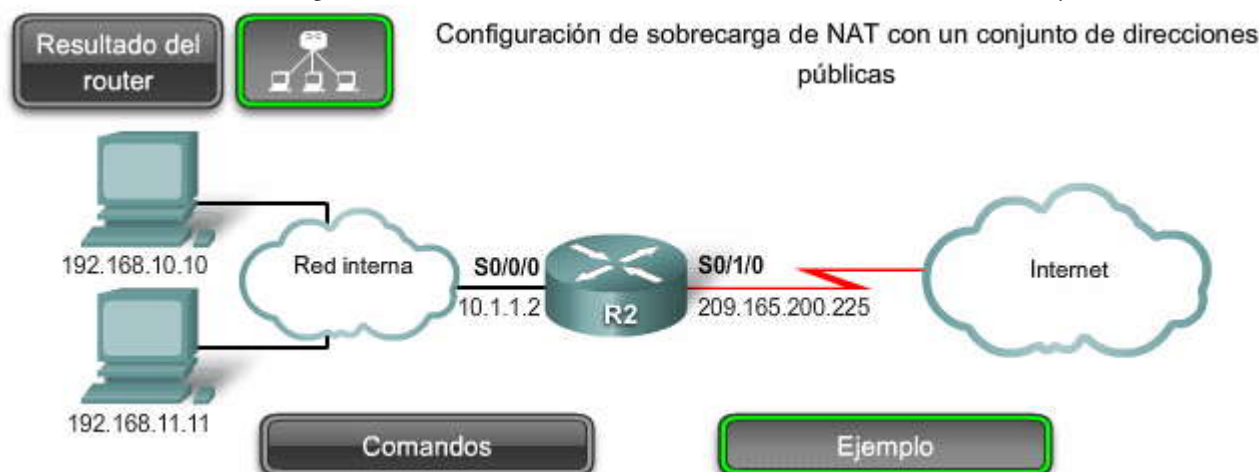 Resultado del
router
Configuración de sobrecarga de NAT con un conjunto de direcciones
públicas
192.168.10.10
Red interna
S0/0/0
10.1.1.2
R2
S0/1/0
209.165.200.225
Internet
192.168.11.11
Comandos
Ejemplo